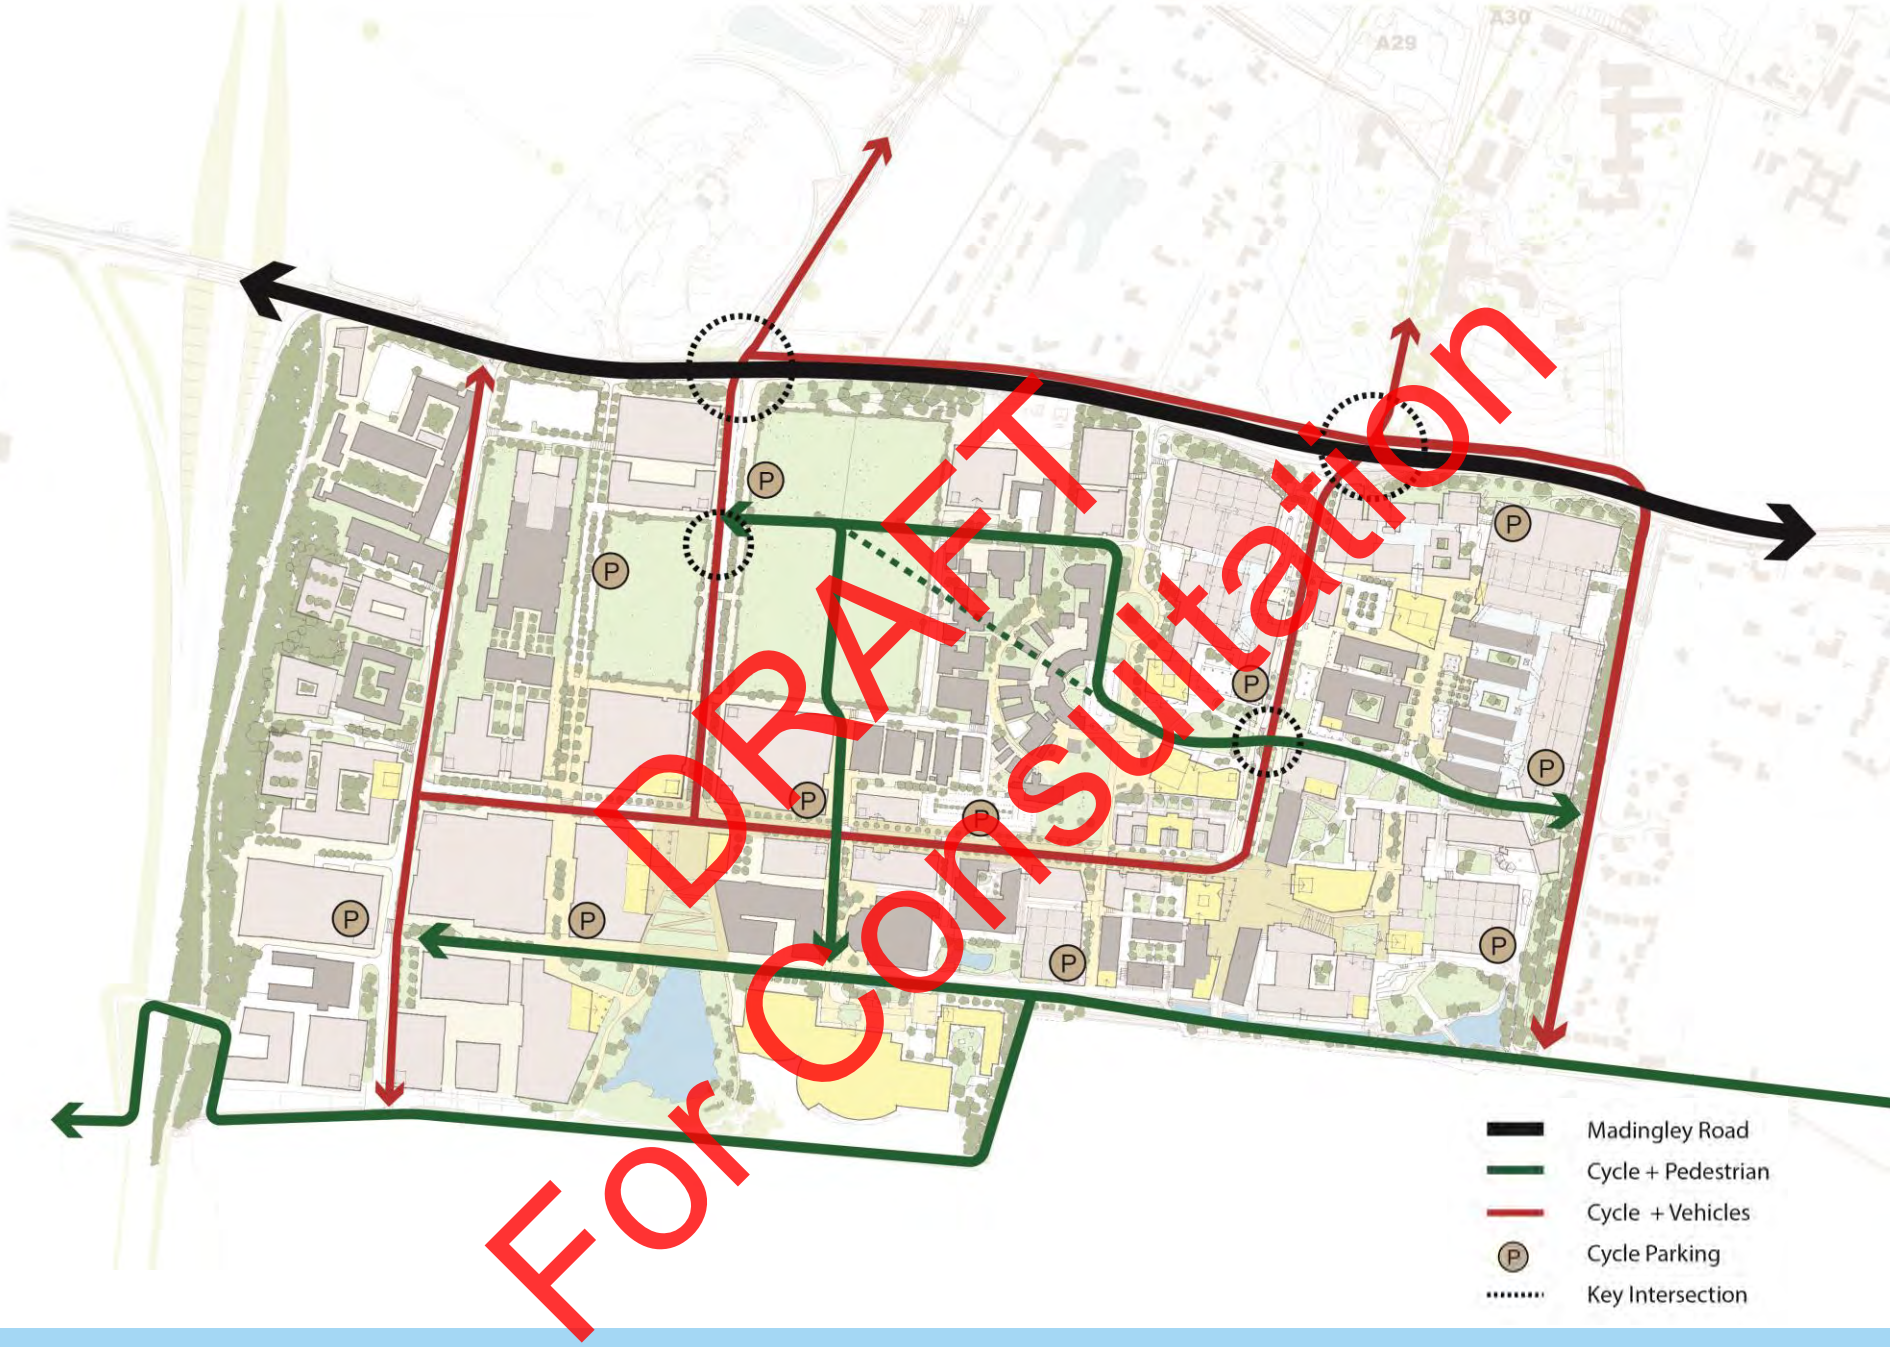 A30
A29
P
P
P
P
P
P
P
P
P
P
P
P
DRAFT
For Consultation
Madingley Road
Cycle + Pedestrian
Cycle + Vehicles
P Cycle Parking
Key Intersection